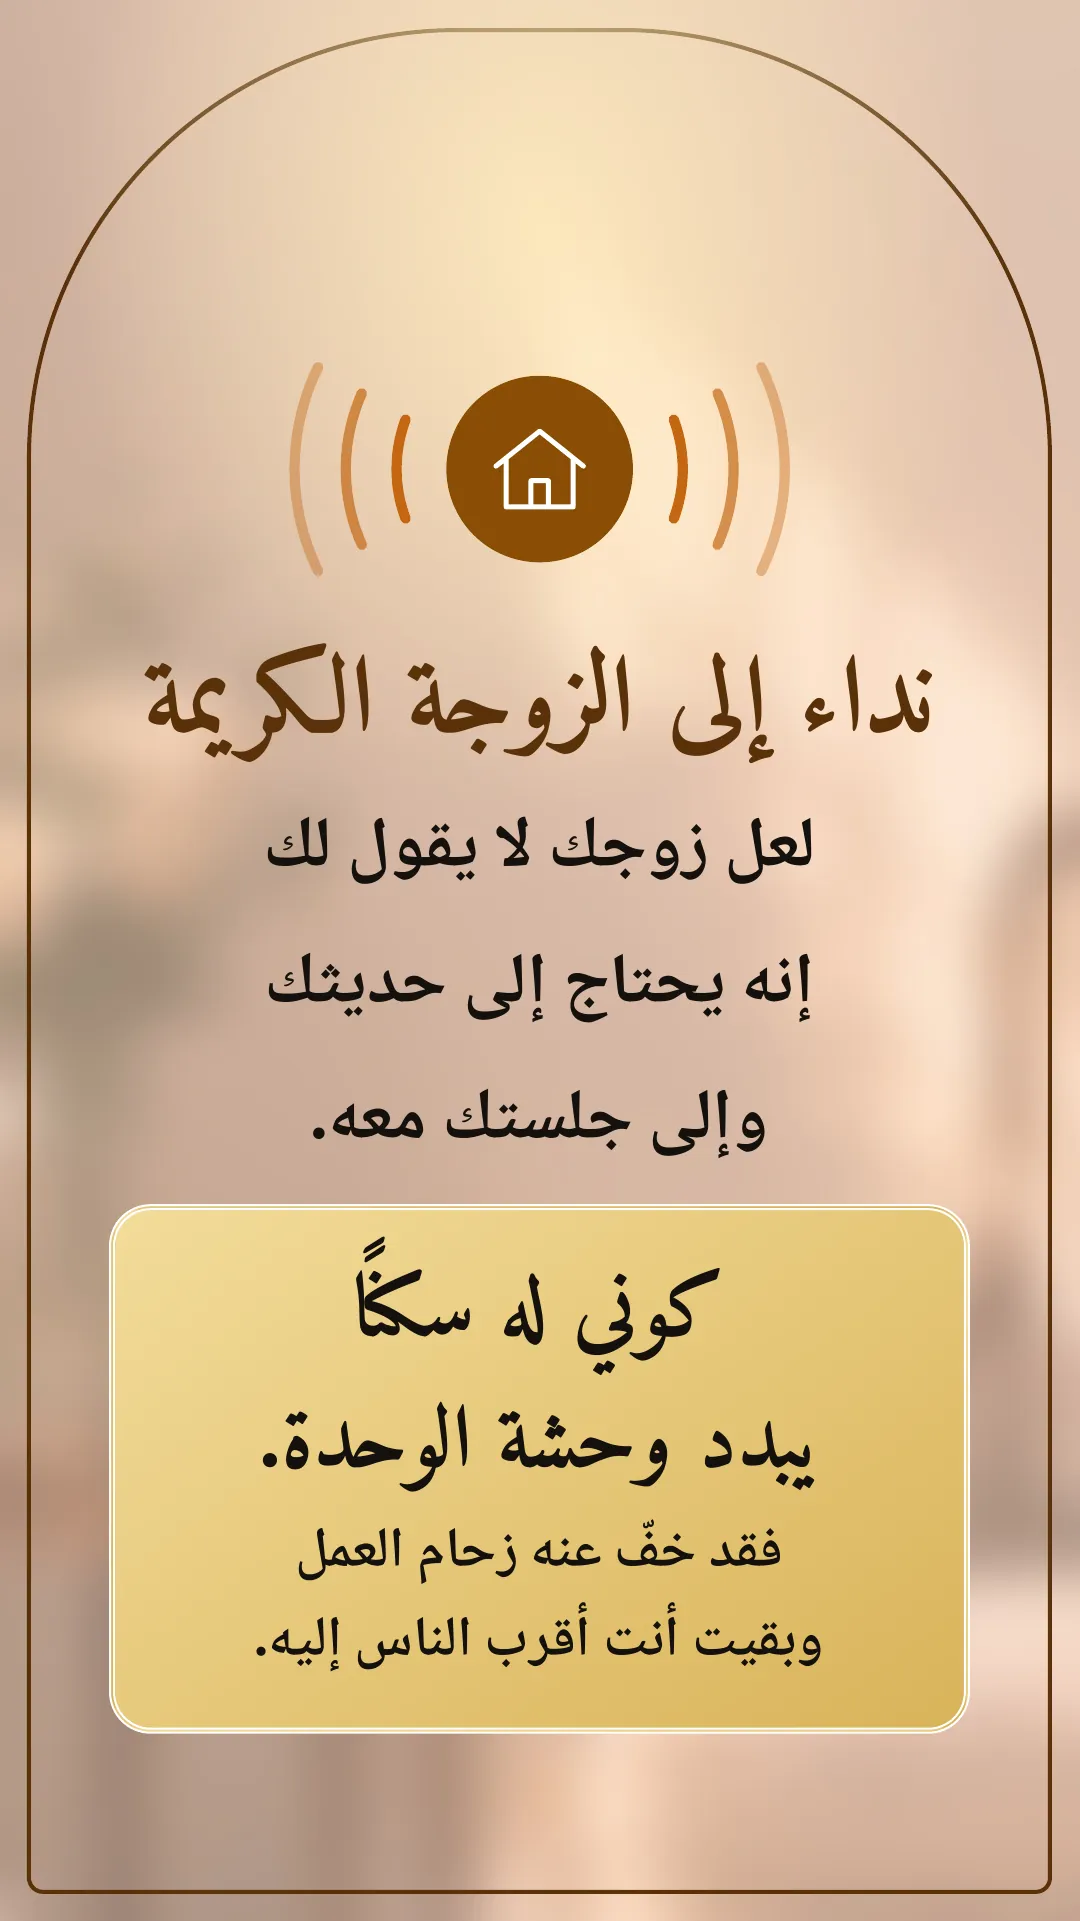 نداء إلى الزوجة الكريمة
لعل زوجك لا يقول لك
إنه يحتاج إلى حديثك
وإلى جلستك معه.
كوني له سكنًا
يبدد وحشة الوحدة.
فقد خفّ عنه زحام العمل
وبقيت أنت أقرب الناس إليه.